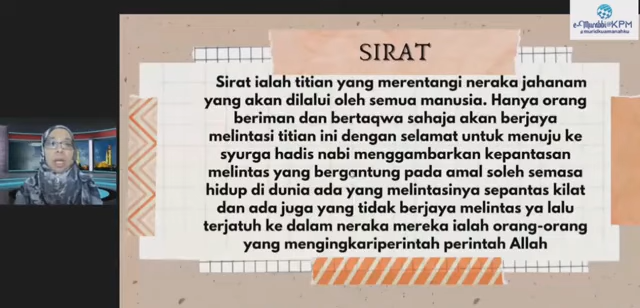 e-Murabbi@KPM
#muridkuamanahku
SIRAT
Sirat ialah titian yang merentangi neraka jahanam
yang akan dilalui oleh semua manusia. Hanya orang
beriman dan bertaqwa sahaja akan berjaya
melintasi titian ini dengan selamat untuk menuju ke
syurga hadis nabi menggambarkan kepantasan
melintas yang bergantung pada amal soleh semasa
hidup di dunia ada yang melintasinya sepantas kilat
dan ada juga yang tidak berjaya melintas ya lalu
terjatuh ke dalam neraka mereka ialah orang-orang
yang mengingkariperintah perintah Allah